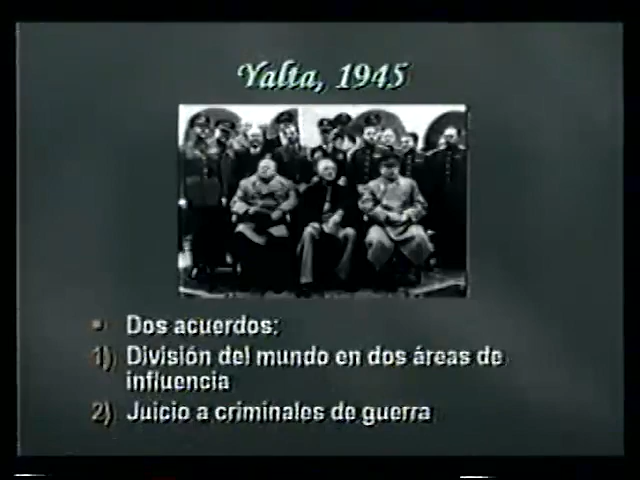 Yalta, 1945
Dos acuerdos:
1) División del mundo en dos áreas de
influencia
2) Juicio a criminales de guerra